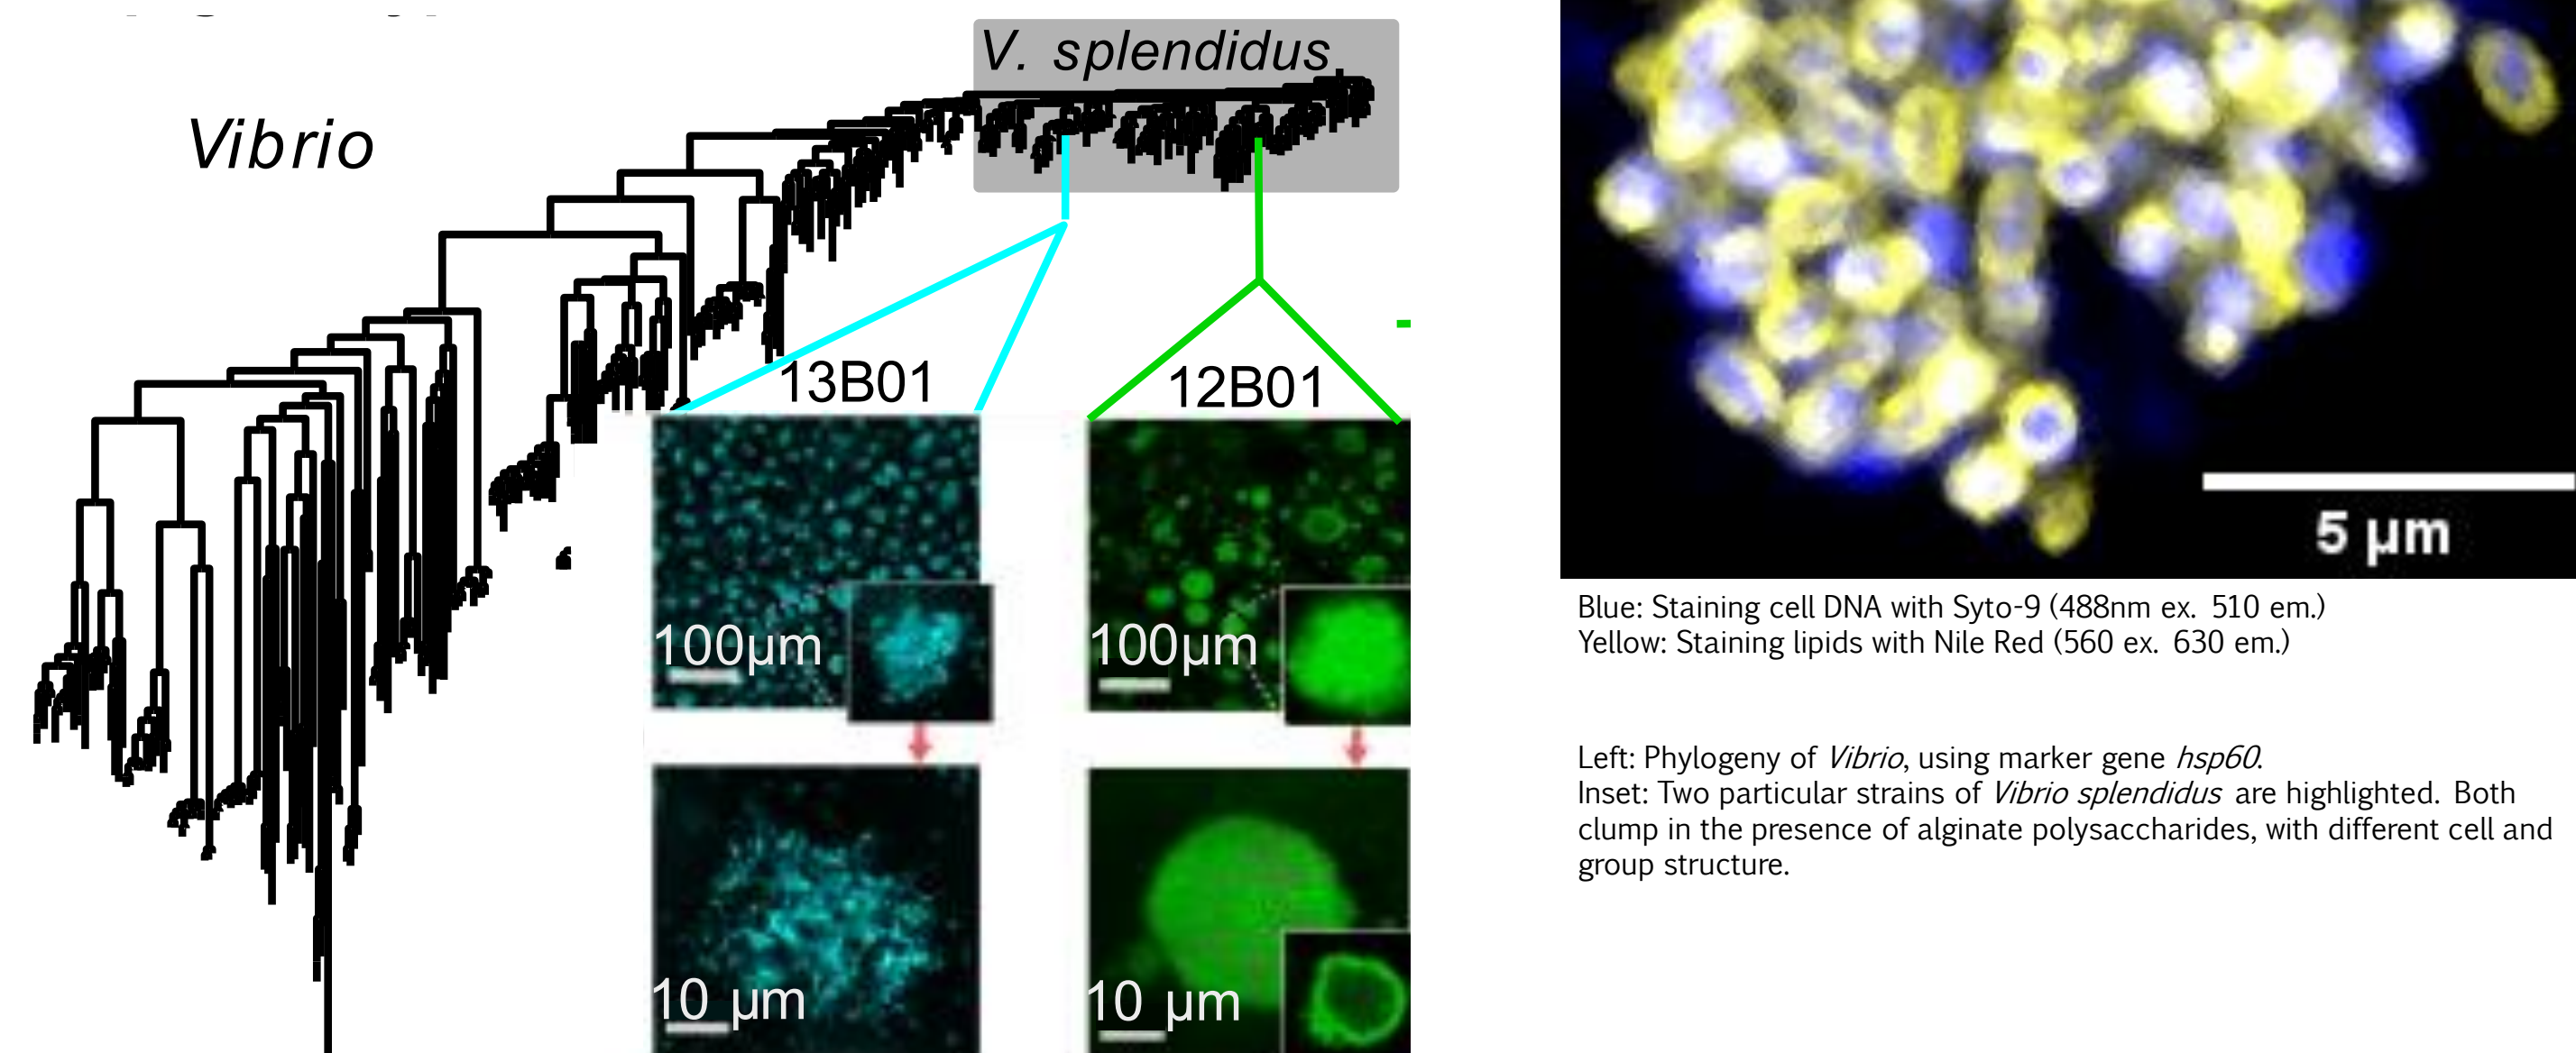 V. splendidus
Vibrio
13B01
12B01
100µm
100µm
10 µm
10 µm
5 µm
Blue: Staining cell DNA with Syto-9 (488nm ex. 510 em.)
Yellow: Staining lipids with Nile Red (560 ex. 630 em.)
Left: Phylogeny of Vibrio, using marker gene hsp60.
Inset: Two particular strains of Vibrio splendidus are highlighted. Both
clump in the presence of alginate polysaccharides, with different cell and
group structure.